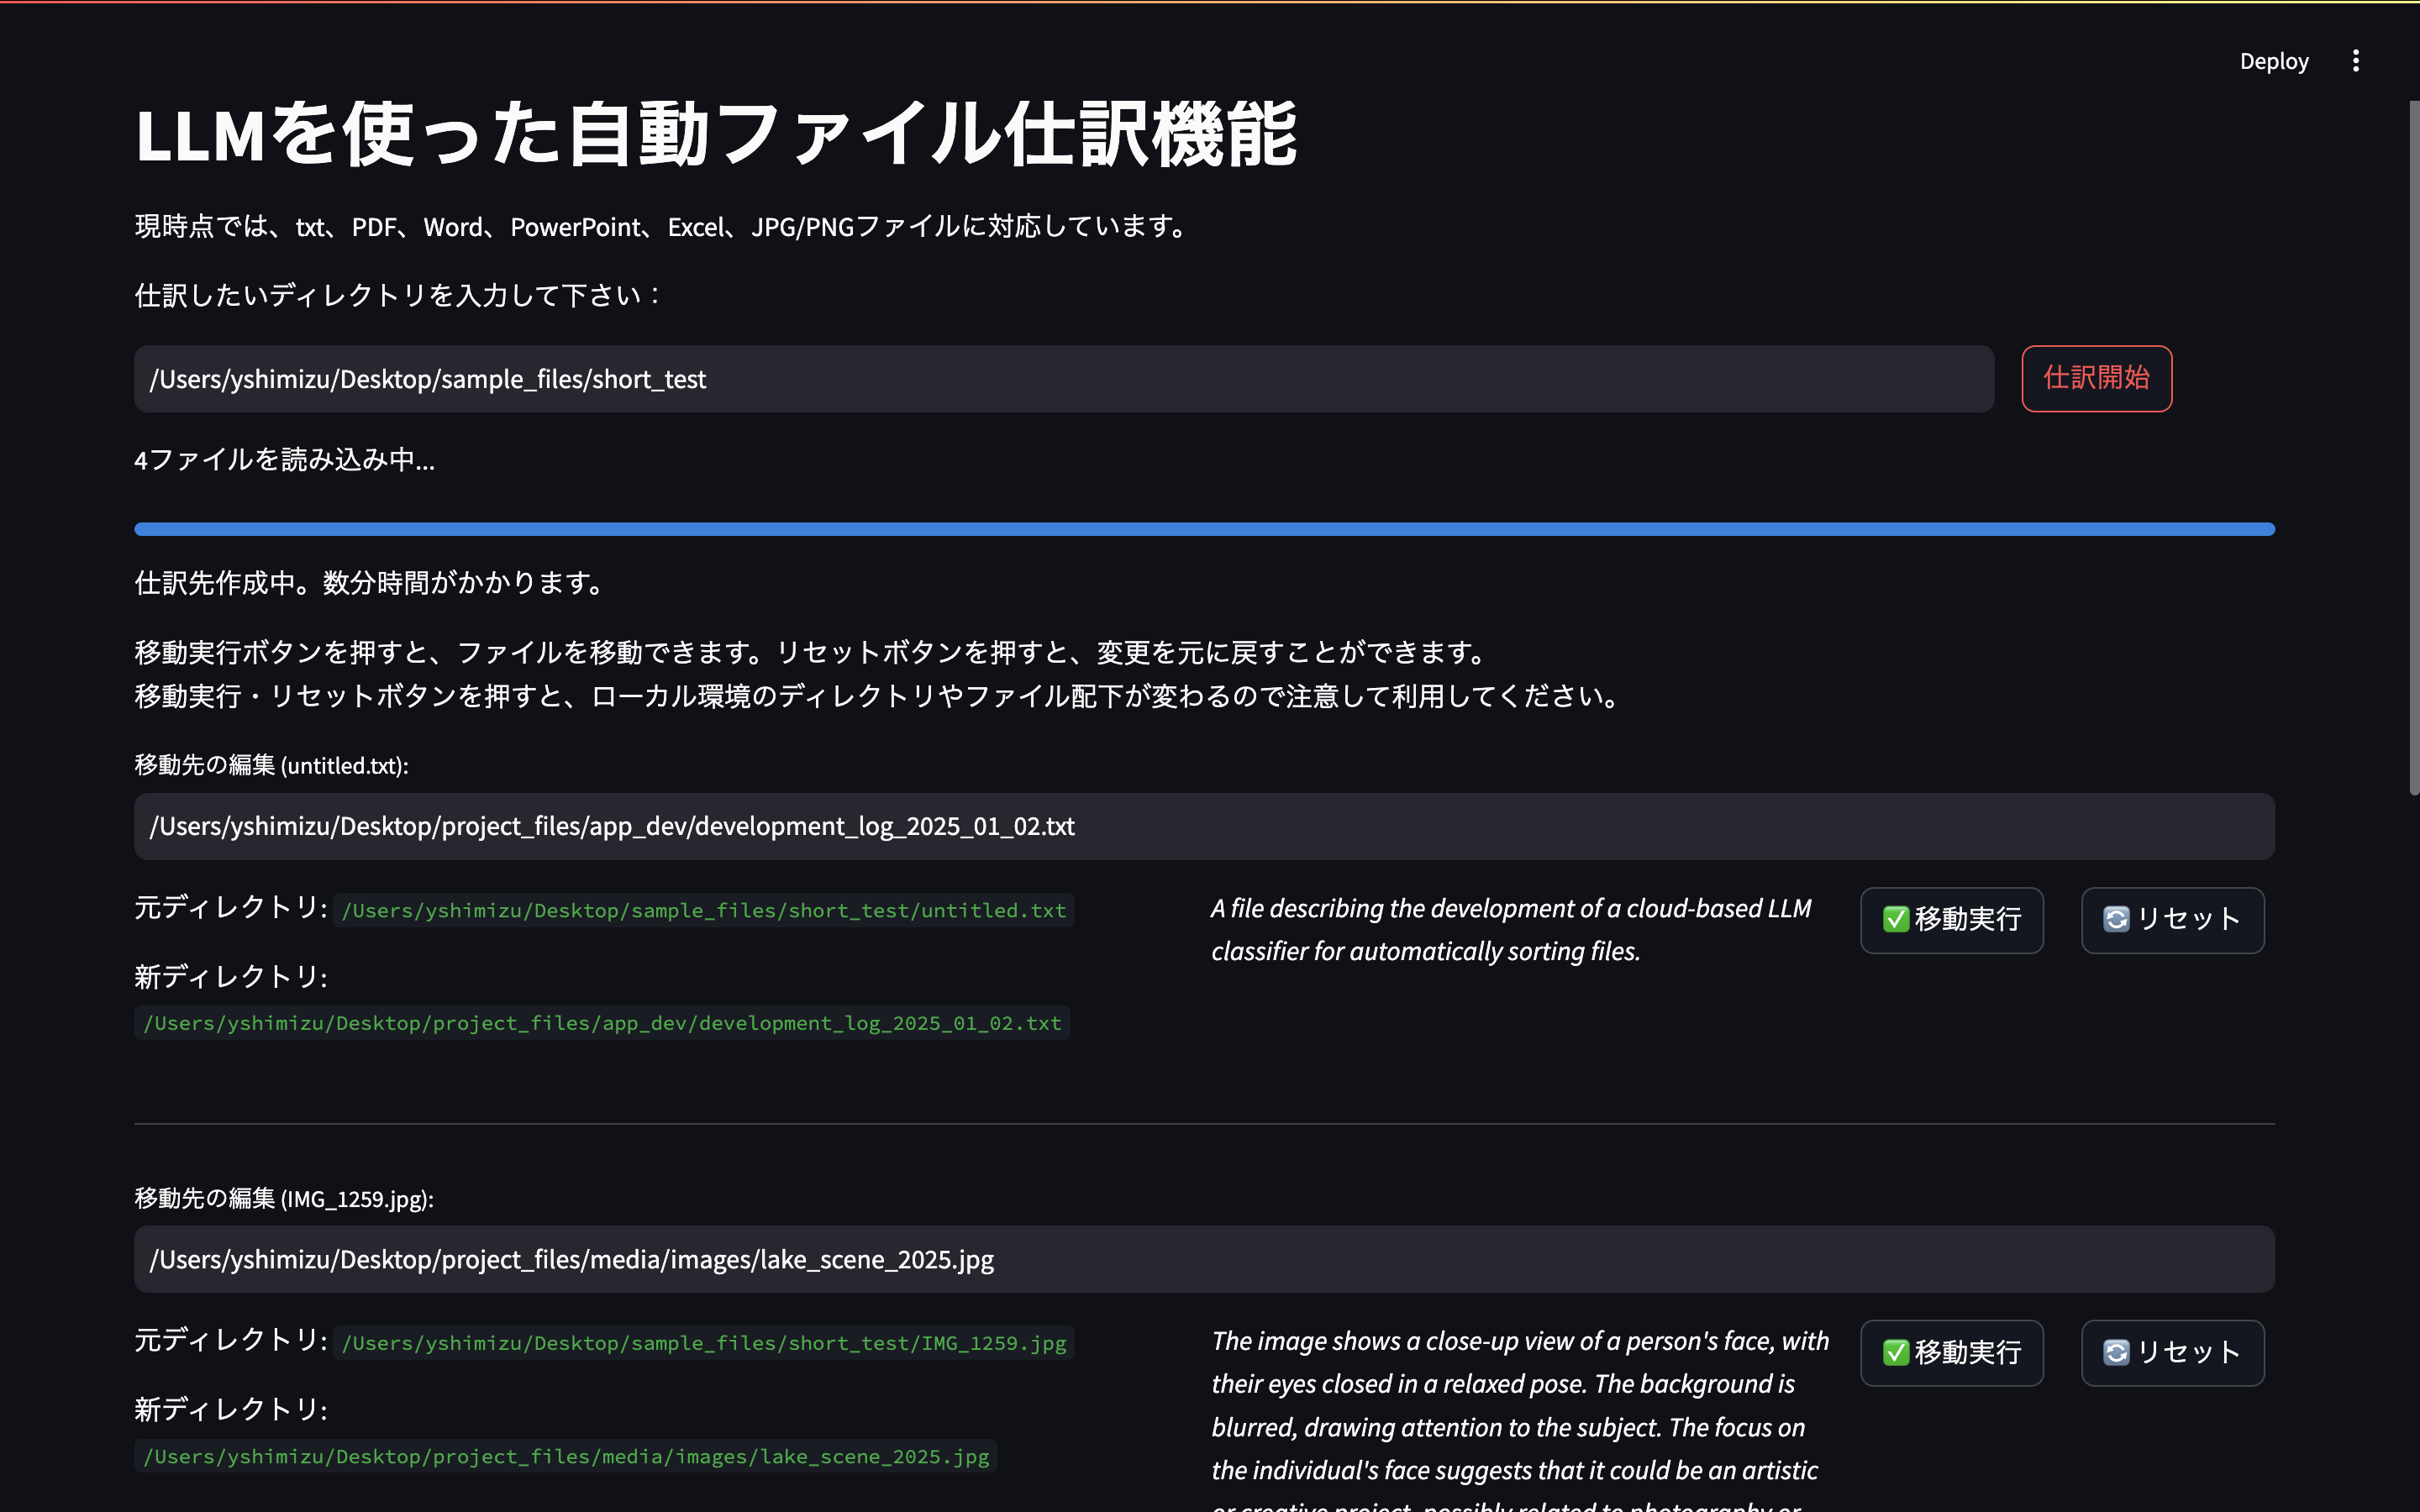 Deploy
LLMを使った自動ファイル仕訳機能
現時点では、txt、PDF、Word、PowerPoint、Excel、JPG/PNGファイルに対応しています。
仕訳したいディレクトリを入力して下さい：
/Users/yshimizu/Desktop/sample_files/short_test
仕訳開始
4ファイルを読み込み中...
仕訳先作成中。数分時間がかかります。
移動実行ボタンを押すと、ファイルを移動できます。リセットボタンを押すと、変更を元に戻すことができます。
移動実行・リセットボタンを押すと、ローカル環境のディレクトリやファイル配下が変わるので注意して利用してください。
移動先の編集 (untitled.txt):
/Users/yshimizu/Desktop/project_files/app_dev/development_log_2025_01_02.txt
元ディレクトリ: /Users/yshimizu/Desktop/sample_files/short_test/untitled.txt
新ディレクトリ:
/Users/yshimizu/Desktop/project_files/app_dev/development_log_2025_01_02.txt
A file describing the development of a cloud-based LLM
classifier for automatically sorting files.
✅移動実行
🔄リセット
移動先の編集 (IMG_1259.jpg):
/Users/yshimizu/Desktop/project_files/media/images/lake_scene_2025.jpg
元ディレクトリ: /Users/yshimizu/Desktop/sample_files/short_test/IMG_1259.jpg
新ディレクトリ:
/Users/yshimizu/Desktop/project_files/media/images/lake_scene_2025.jpg
The image shows a close-up view of a person's face, with
their eyes closed in a relaxed pose. The background is
blurred, drawing attention to the subject. The focus on
the individual's face suggests that it could be an artistic
or creative project, possibly related to photography or
✅移動実行
🔄リセット